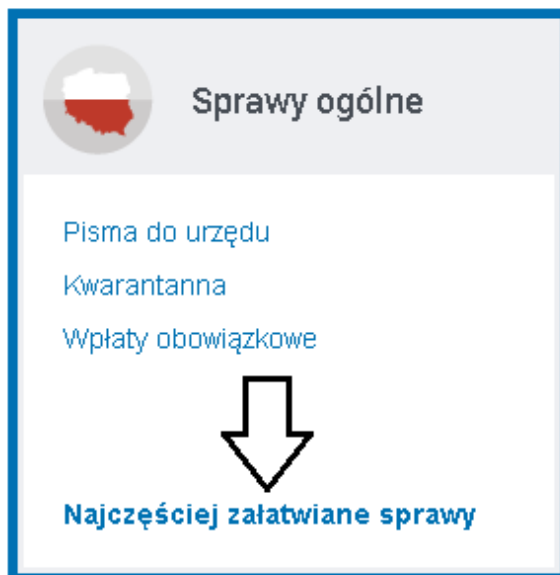 Sprawy ogólne
Pisma do urzędu
Kwarantanna
Wpłaty obowiązkowe
Najczęściej załatwiane sprawy